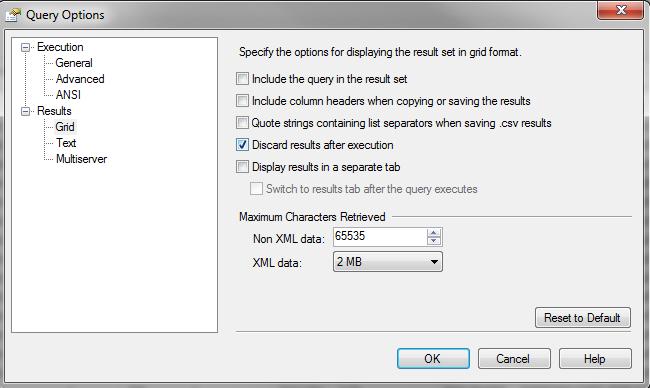 Query Options
Execution
General
Advanced
ANSI
Results
Grid
Text
Multiserver
Specify the options for displaying the result set in grid format.
Include the query in the result set
Include column headers when copying or saving the results
Quote strings containing list separators when saving .csv results
Discard results after execution
Display results in a separate tab
Switch to results tab after the query executes
Maximum Characters Retrieved
Non XML data: 65535
XML data: 2 MB
Reset to Default
OK Cancel Help